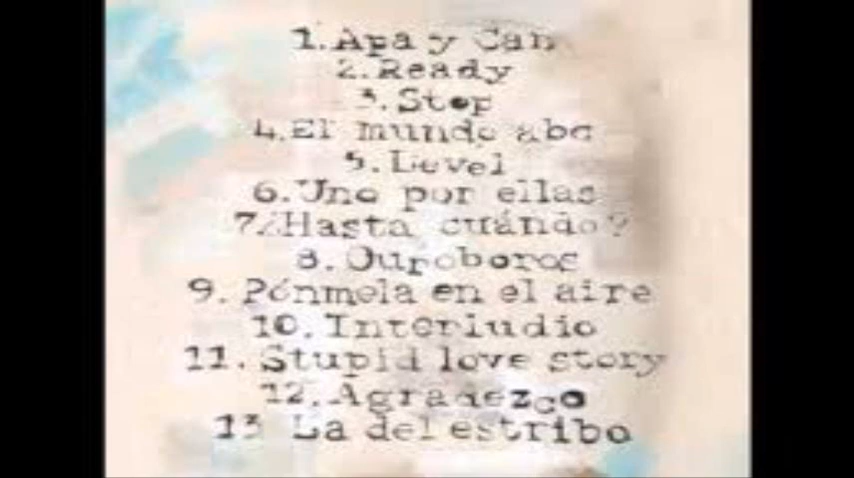 1. Apa y Can
2. Ready
3. Stop
4. El mundo abc
5. Level
6. Uno por ellas
7¿Hasta cuándo?
8. Ouroboros
9. Pónmela en el aire
10. Interludio
11. Stupid love story
12. Agradezco
13 La del estribo